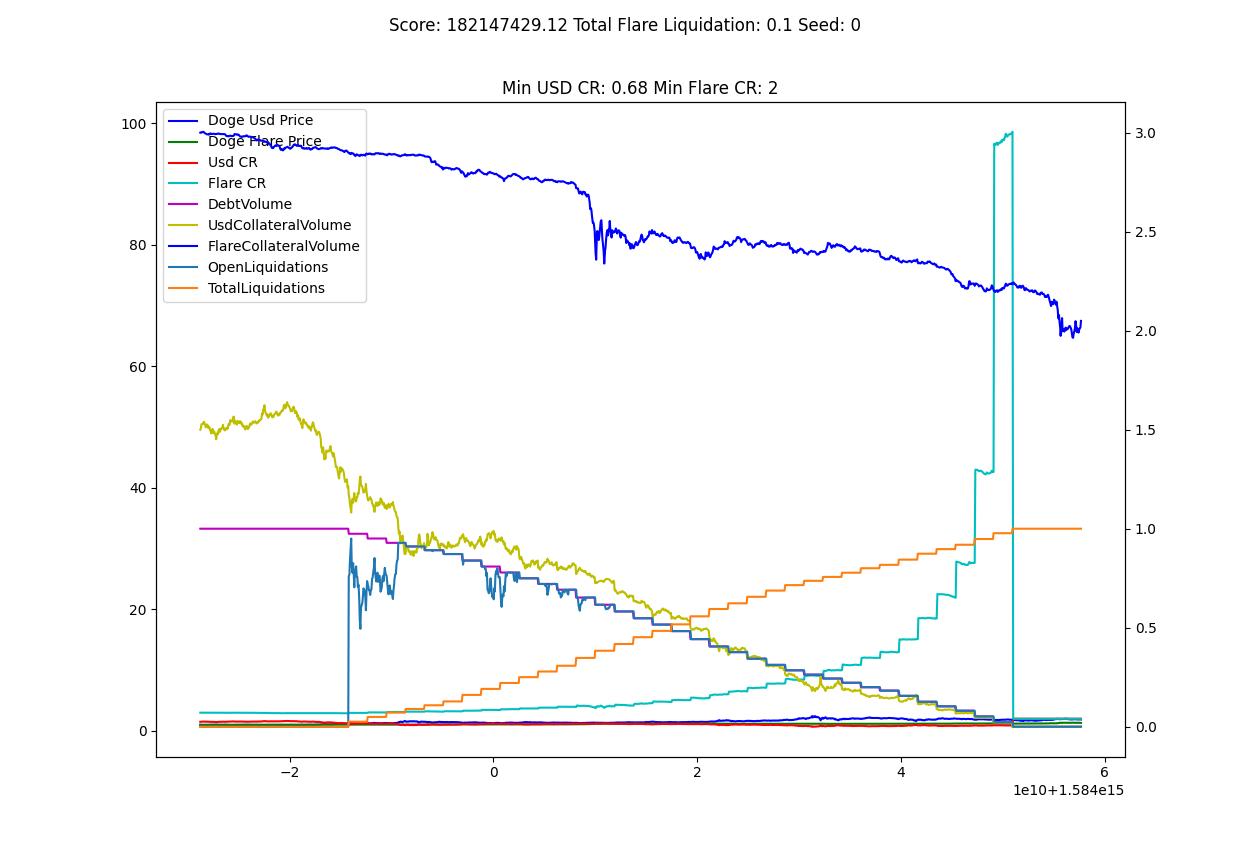 Score: 182147429.12 Total Flare Liquidation: 0.1 Seed: 0
Min USD CR: 0.68 Min Flare CR: 2
Doge Usd Price
Doge Flare Price
Usd CR
Flare CR
DebtVolume
UsdCollateralVolume
FlareCollateralVolume
OpenLiquidations
TotalLiquidations
100
80
60
40
20
0
3.0
2.5
2.0
1.5
1.0
0.5
0.0
−2
0
2
4
6
1e10+1.584e15